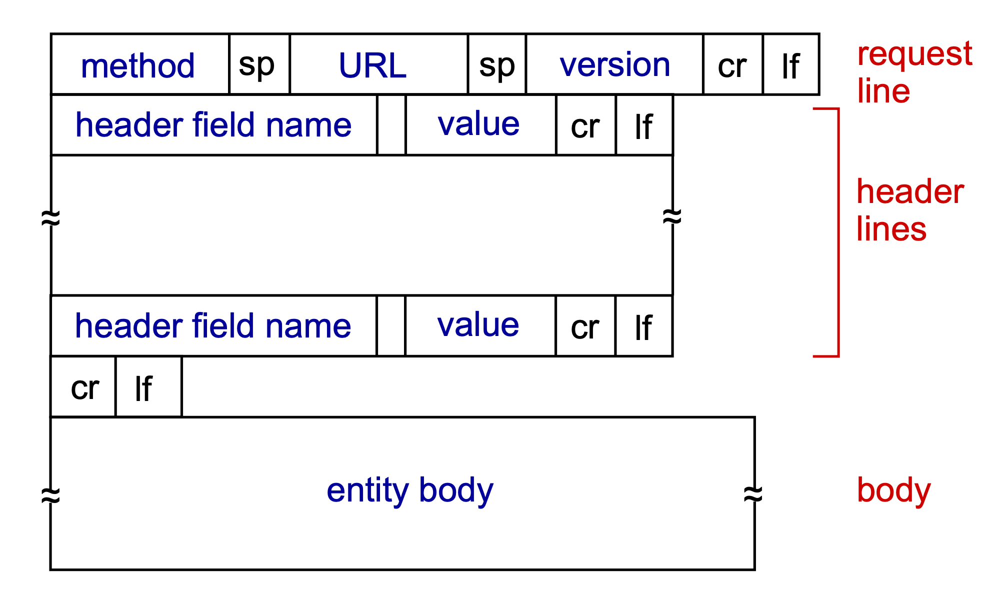 method sp URL sp version cr lf
request
line
header field name value cr lf
header
lines
header field name value cr lf
cr lf
entity body
body